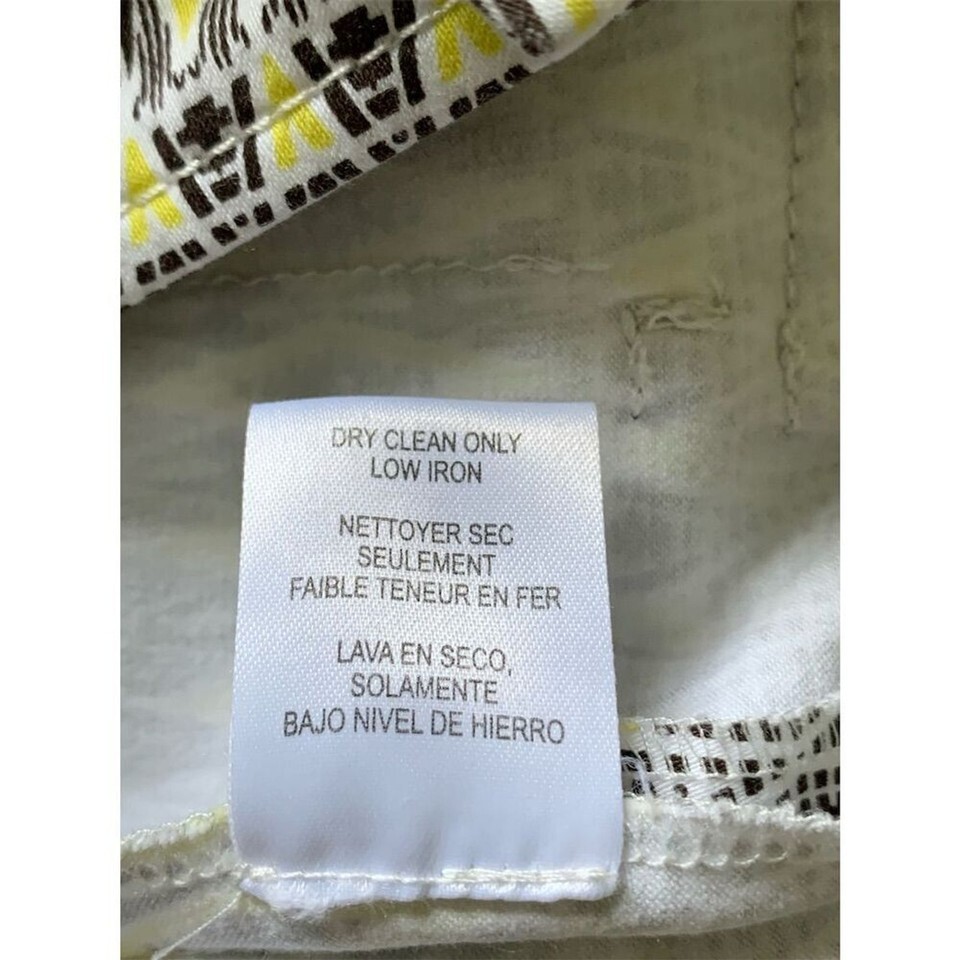 DRY CLEAN ONLY
LOW IRON
NETTOYER SEC
SEULEMENT
FAIBLE TENEUR EN FER
LAVA EN SECO,
SOLAMENTE
BAJO NIVEL DE HIERRO